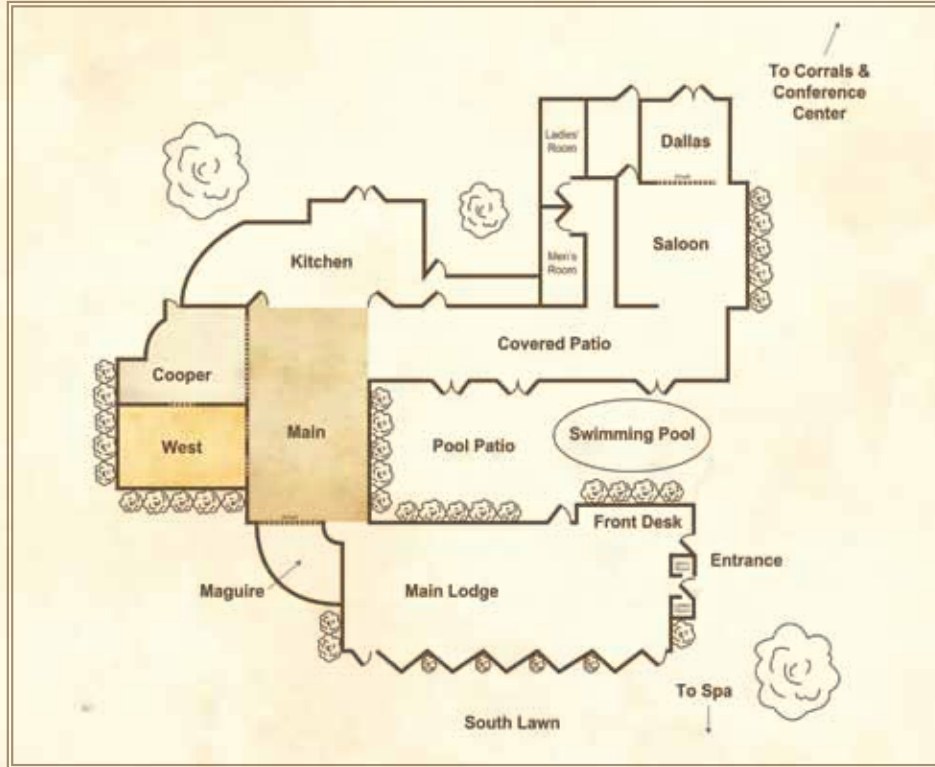 To Corrals &
Conference
Center
Ladies'
Room
Dallas
Saloon
Kitchen
Men's
Room
Covered Patio
Cooper
West
Main
Pool Patio
Swimming Pool
Front Desk
Entrance
Maguire
Main Lodge
To Spa
South Lawn